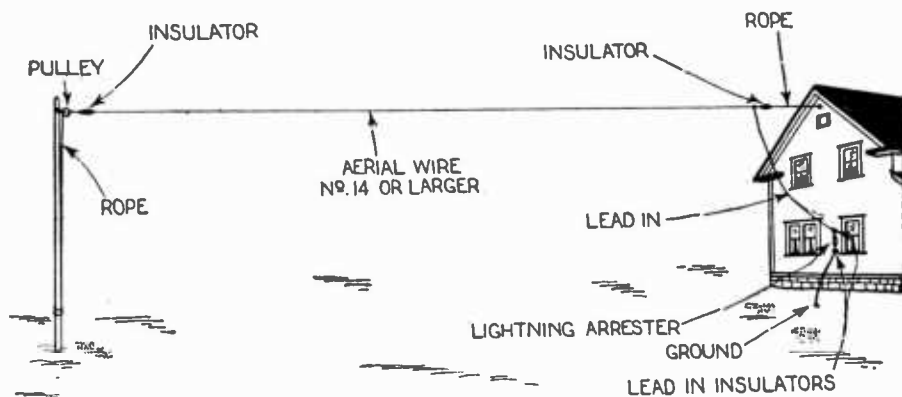 INSULATOR
PULLEY
ROPE
INSULATOR
ROPE
AERIAL WIRE
Nº.14 OR LARGER
LEAD IN
LIGHTNING ARRESTER
GROUND
LEAD IN INSULATORS